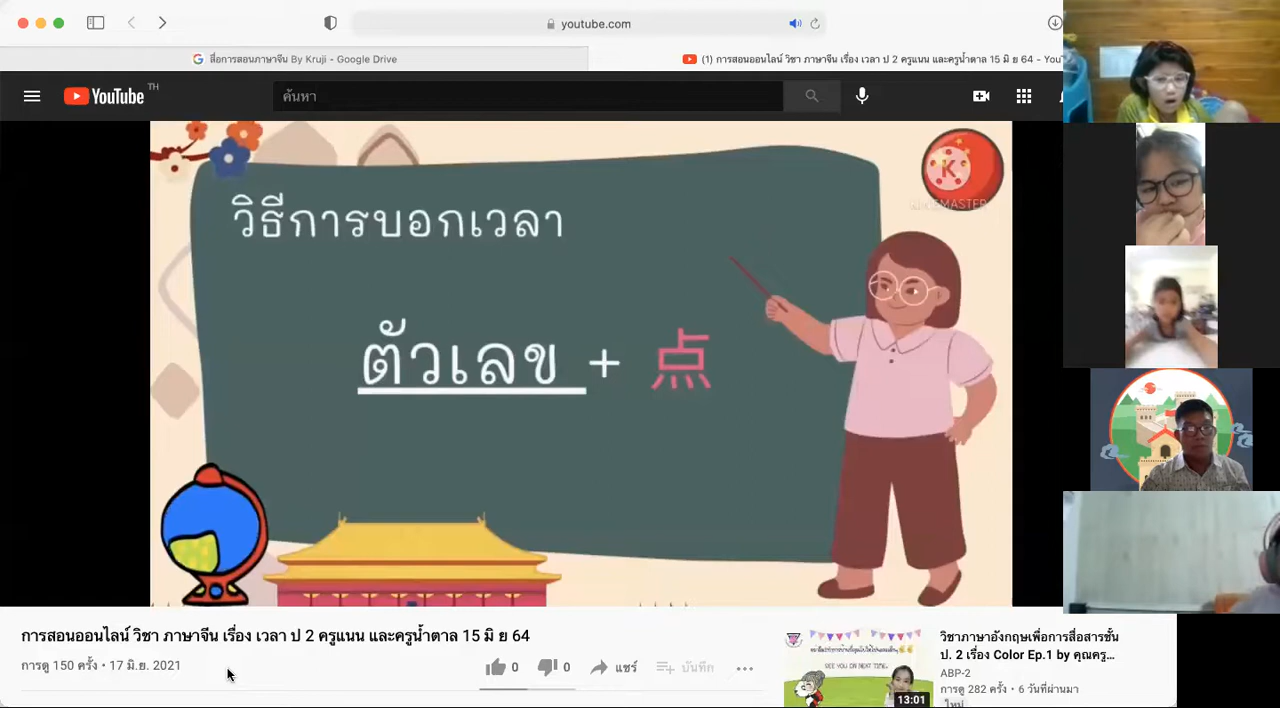 youtube.com
สื่อการสอนภาษาจีน By Kruji - Google Drive
(1) การสอนออนไลน์ วิชา ภาษาจีน เรื่อง เวลา ป 2 ครูแนน และครูน้ำตาล 15 มิ ย 64 - You
YouTube TH
ค้นหา
K
KINEMASTER
วิธีการบอกเวลา
ตัวเลข + 点
การสอนออนไลน์ วิชา ภาษาจีน เรื่อง เวลา ป 2 ครูแนน และครูน้ำตาล 15 มิ ย 64
การดู 150 ครั้ง • 17 มิ.ย. 2021
0
0
แชร์
บันทึก
SEE YOU ON NEXT TIME.
13:01
วิชาภาษาอังกฤษเพื่อการสื่อสารชั้น
ป. 2 เรื่อง Color Ep.1 by คุณครู...
ABP-2
การดู 282 ครั้ง • 6 วันที่ผ่านมา
ใหม่